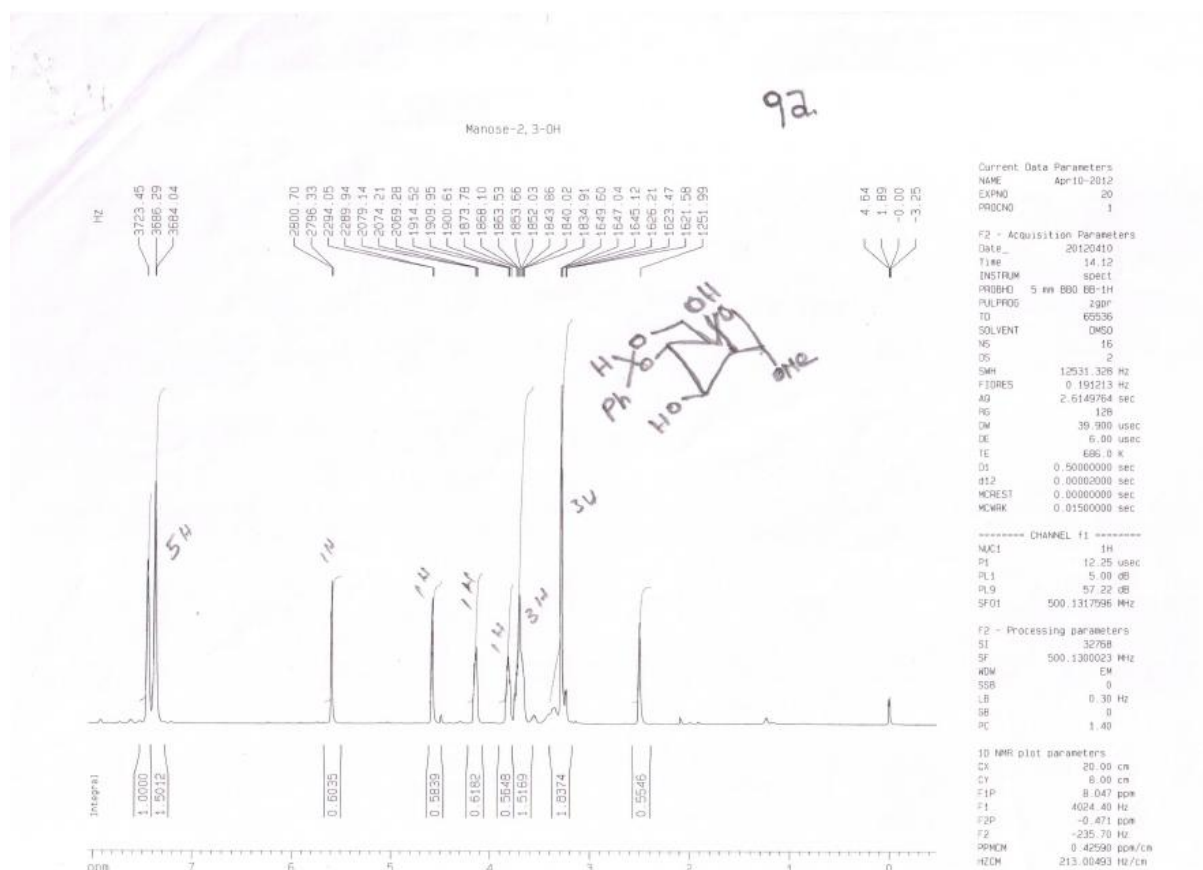 92.
Manose-2,3-OH
HZ
3723.45
3686.29
3684.04
2800.70
2796.33
2294.05
2289.94
2079.14
2074.21
2069.28
1914.52
1909.95
1900.61
1873.78
1868.10
1863.53
1853.66
1852.03
1843.86
1840.02
1834.91
1649.60
1647.04
1645.12
1626.21
1623.47
1621.58
1251.99
4.64
1.89
-0.00
-3.25
OH
O
H
O
O
Ph
HO
OMe
5H
1H
1H
1H
1H
3H
3H
Integral
1.0000
1.5012
0.6035
0.5839
0.6182
0.5648
1.5169
1.8374
0.5546
ppm 7 6 5 4 3 2 1 0
Current Data Parameters
NAME Apr10-2012
EXPNO 20
PROCNO 1
F2 - Acquisition Parameters
Date_ 20120410
Time 14.12
INSTRUM spect
PROBHD 5 mm BBO BB-1H
PULPROG zgpr
TD 65536
SOLVENT DMSO
NS 16
DS 2
SWH 12531.328 Hz
FIDRES 0.191213 Hz
AQ 2.6149764 sec
RG 128
DW 39.900 usec
DE 6.00 usec
TE 686.0 K
D1 0.50000000 sec
d12 0.00002000 sec
MCREST 0.00000000 sec
MCWRK 0.01500000 sec
======== CHANNEL f1 ========
NUC1 1H
P1 12.25 usec
PL1 5.00 dB
PL9 57.22 dB
SFO1 500.1317596 MHz
F2 - Processing parameters
SI 32768
SF 500.1300023 MHz
WDW EM
SSB 0
LB 0.30 Hz
GB 0
PC 1.40
1D NMR plot parameters
CX 20.00 cm
CY 8.00 cm
F1P 8.047 ppm
F1 4024.40 Hz
F2P -0.471 ppm
F2 -235.70 Hz
PPMCM 0.42590 ppm/cm
HZCM 213.00493 Hz/cm